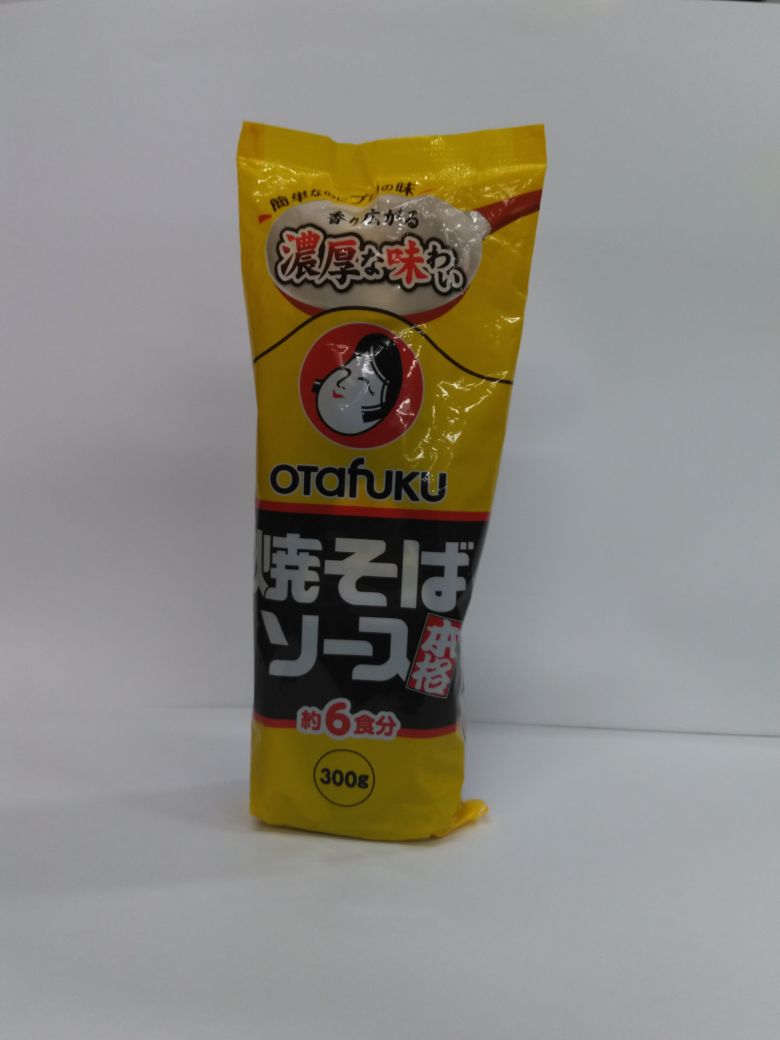 簡単なのにプロの味
香り広がる
濃厚な味わい
OTafUKU
焼そば
ソース
本格
約6食分
300g